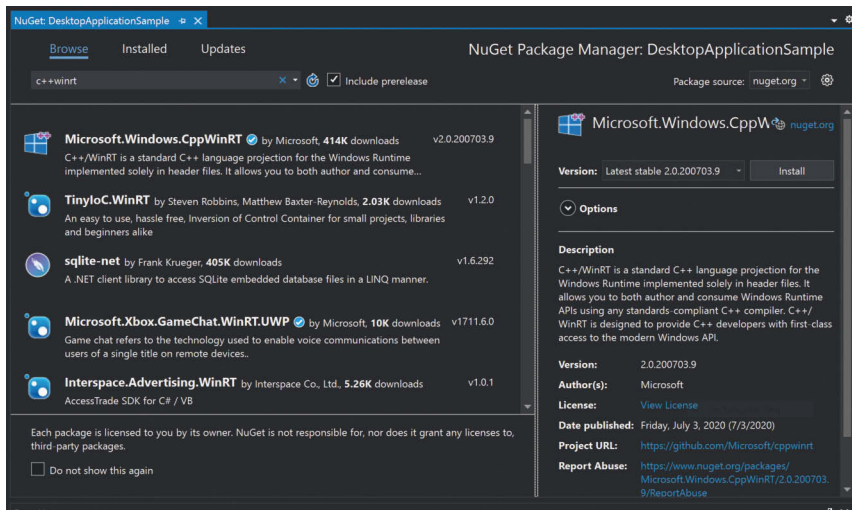 NuGet: DesktopApplicationSample
Browse Installed Updates
NuGet Package Manager: DesktopApplicationSample
c++winrt
Include prerelease
Package source: nuget.org
Microsoft.Windows.CppWinRT by Microsoft, 414K downloads v2.0.200703.9
C++/WinRT is a standard C++ language projection for the Windows Runtime
implemented solely in header files. It allows you to both author and consume...
TinyIoC.WinRT by Steven Robbins, Matthew Baxter-Reynolds, 2.03K downloads v1.2.0
An easy to use, hassle free, Inversion of Control Container for small projects, libraries
and beginners alike
sqlite-net by Frank Krueger, 405K downloads v1.6.292
A .NET client library to access SQLite embedded database files in a LINQ manner.
Microsoft.Xbox.GameChat.WinRT.UWP by Microsoft, 10K downloads v1711.6.0
Game chat refers to the technology used to enable voice communications between
users of a single title on remote devices..
Interspace.Advertising.WinRT by Interspace Co., Ltd., 5.26K downloads v1.0.1
AccessTrade SDK for C# / VB
Each package is licensed to you by its owner. NuGet is not responsible for, nor does it grant any licenses to,
third-party packages.
Do not show this again
Microsoft.Windows.CppW nuget.org
Version: Latest stable 2.0.200703.9 Install
Options
Description
C++/WinRT is a standard C++ language projection for the
Windows Runtime implemented solely in header files. It
allows you to both author and consume Windows Runtime
APIs using any standards-compliant C++ compiler. C++/
WinRT is designed to provide C++ developers with first-class
access to the modern Windows API.
Version: 2.0.200703.9
Author(s): Microsoft
License: View License
Date published: Friday, July 3, 2020 (7/3/2020)
Project URL: https://github.com/Microsoft/cppwinrt
Report Abuse: https://www.nuget.org/packages/
Microsoft.Windows.CppWinRT/2.0.200703.
9/ReportAbuse